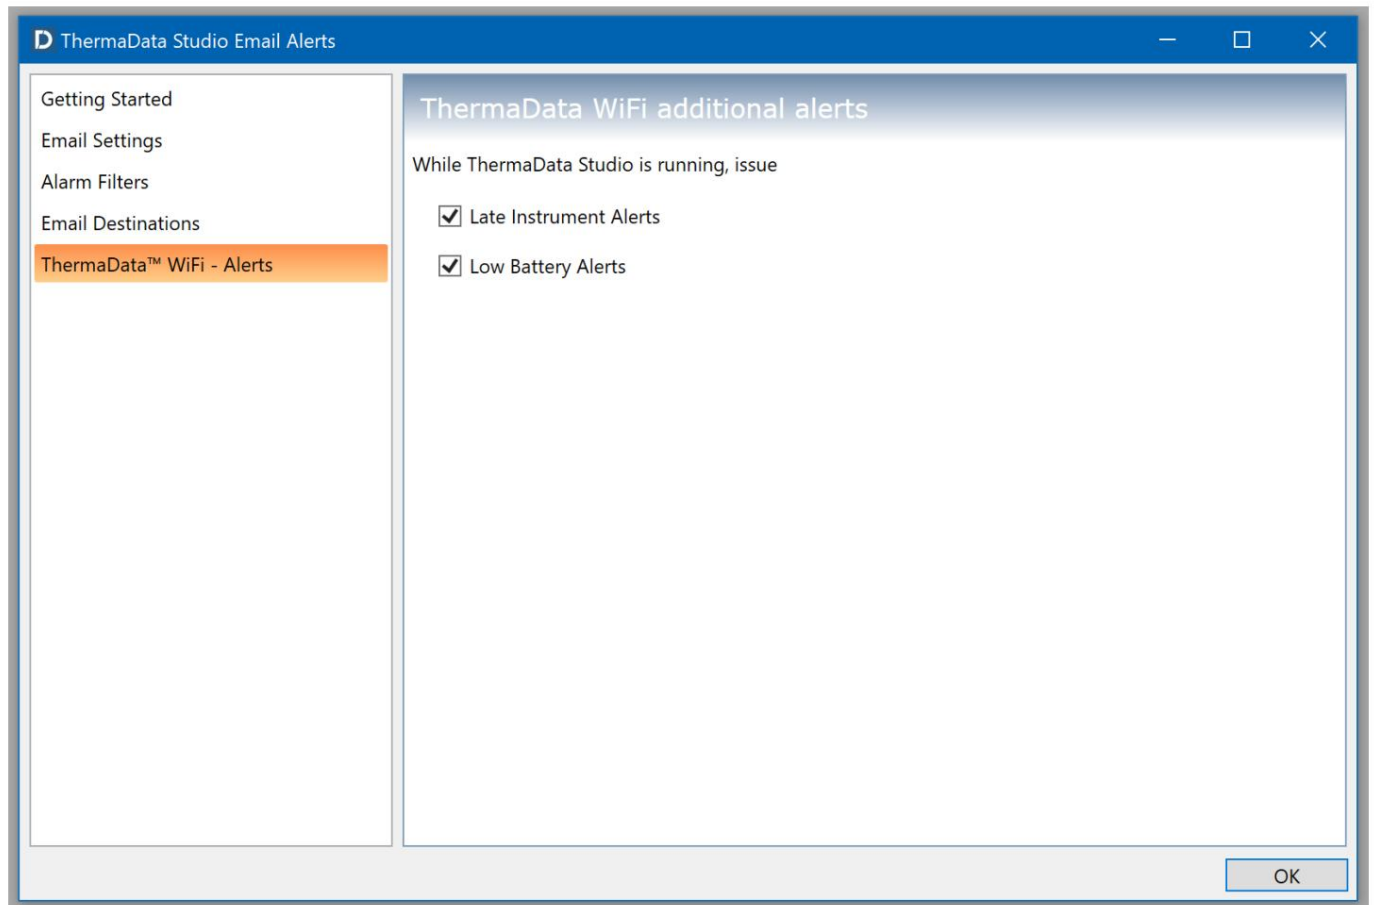 ThermaData Studio Email Alerts
Getting Started
Email Settings
Alarm Filters
Email Destinations
ThermaData™ WiFi - Alerts
ThermaData WiFi additional alerts
While ThermaData Studio is running, issue
Late Instrument Alerts
Low Battery Alerts
OK